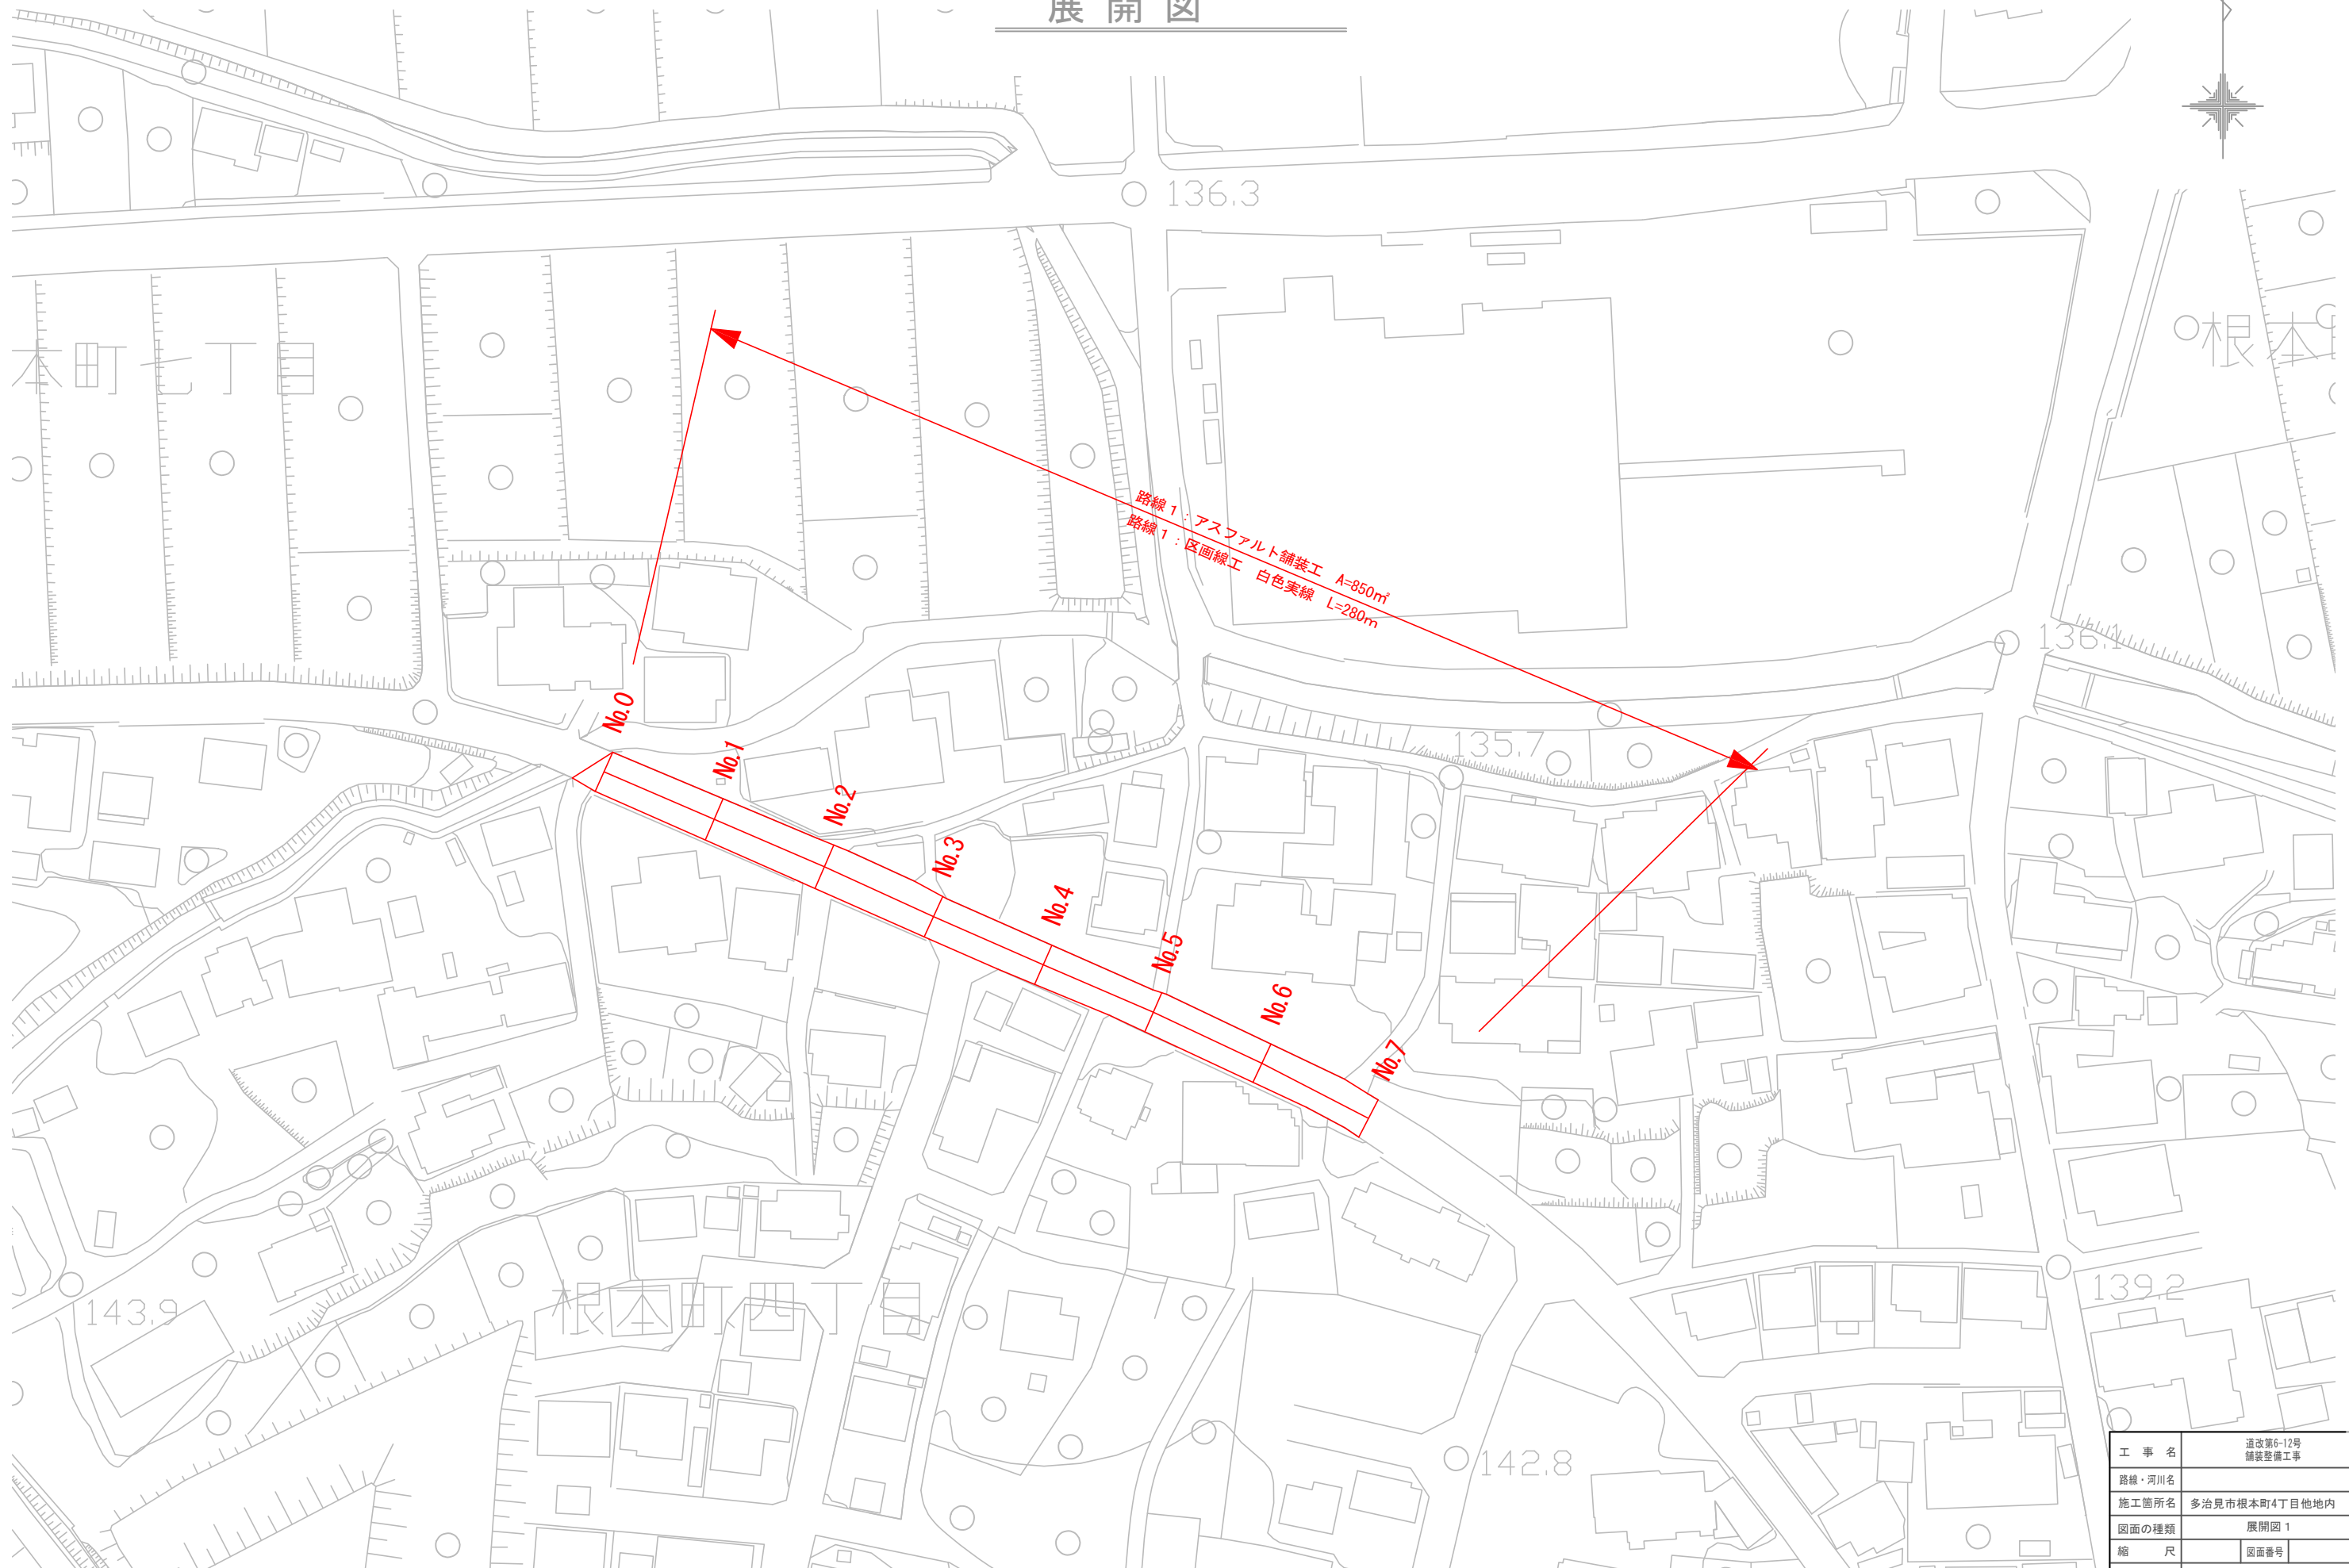 展開図
136.3
本町七丁目
根本
路線1：アスファルト舗装工　A=850㎡
路線1：区画線工　白色実線　L=280m
136.1
No.0
No.1
135.7
No.2
No.3
No.4
No.5
No.6
No.7
143.9
根本町四丁目
139.2
142.8
工事名
道改第6-12号
舗装整備工事
路線・河川名
施工箇所名
多治見市根本町4丁目他地内
図面の種類
展開図1
縮尺
図面番号